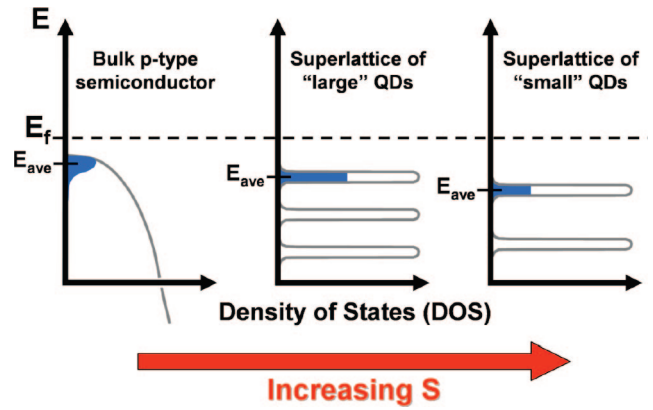 E
Bulk p-type
semiconductor
Superlattice of
“large” QDs
Superlattice of
“small” QDs
Ef
Eave
Eave
Eave
Density of States (DOS)
Increasing S